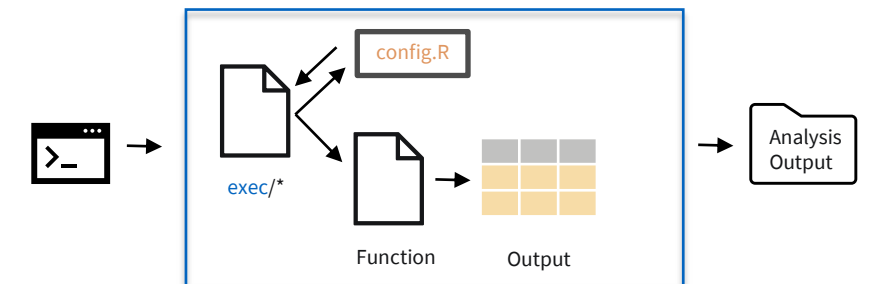 config.R
>_
exec/*
Analysis
Output
Function
Output